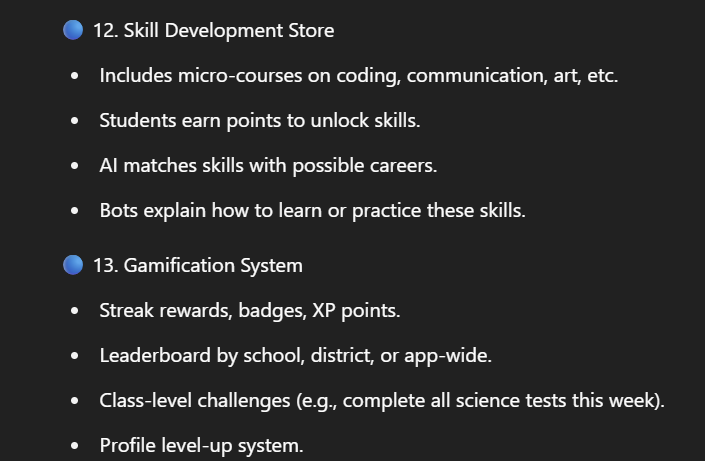 12. Skill Development Store
• Includes micro-courses on coding, communication, art, etc.
• Students earn points to unlock skills.
• AI matches skills with possible careers.
• Bots explain how to learn or practice these skills.
13. Gamification System
• Streak rewards, badges, XP points.
• Leaderboard by school, district, or app-wide.
• Class-level challenges (e.g., complete all science tests this week).
• Profile level-up system.